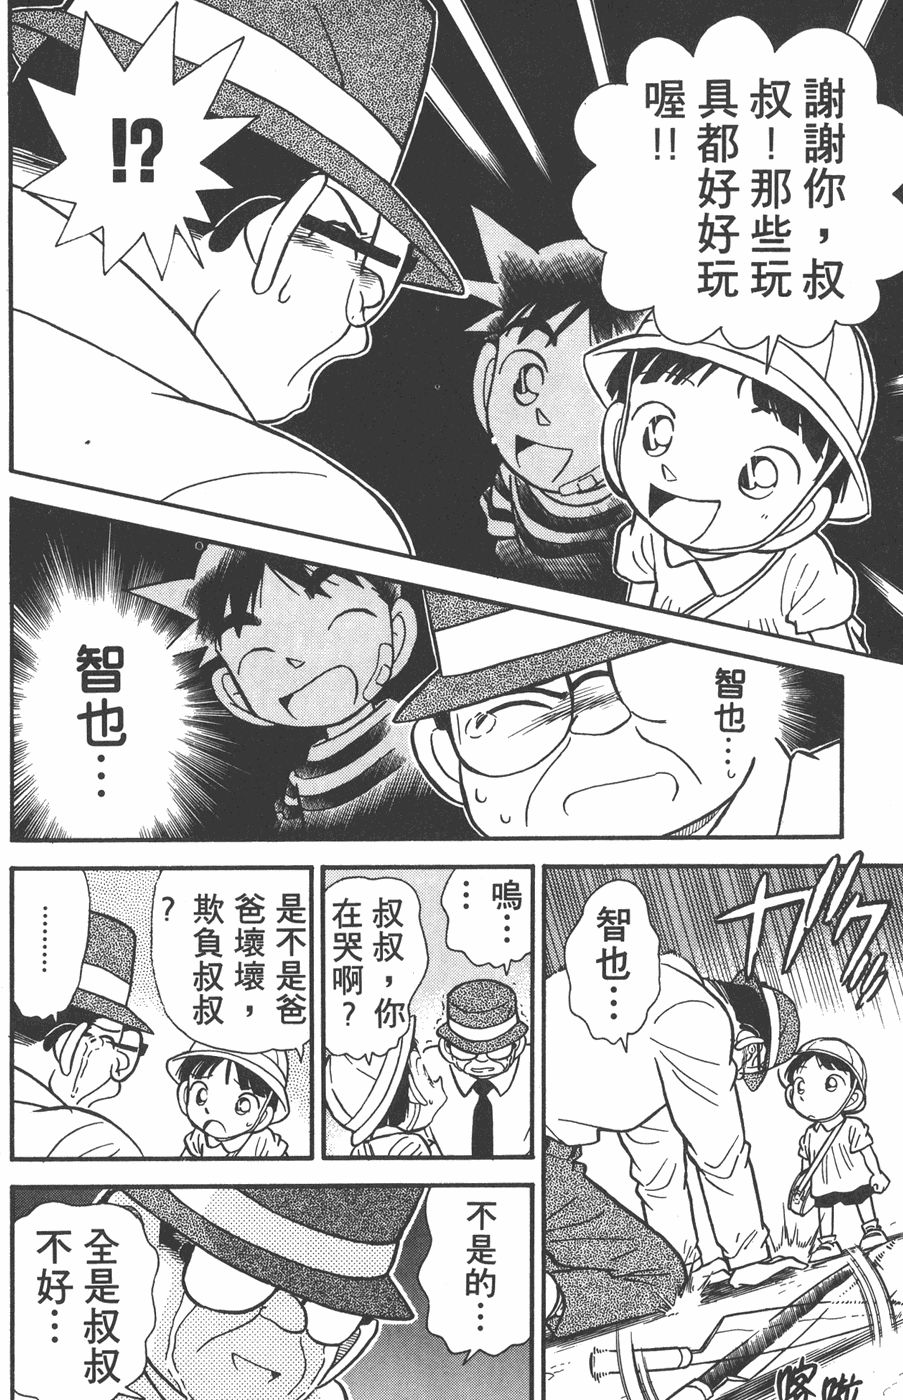 謝謝你，叔
叔！那些玩
具都好好玩
喔!!
!?
智也…
智也…
智也…
ガク
嗚…
…
叔叔，你
在哭啊？
是不是爸
爸壞壞，
欺負叔叔
？
………
不是的…
全是叔叔
不好…